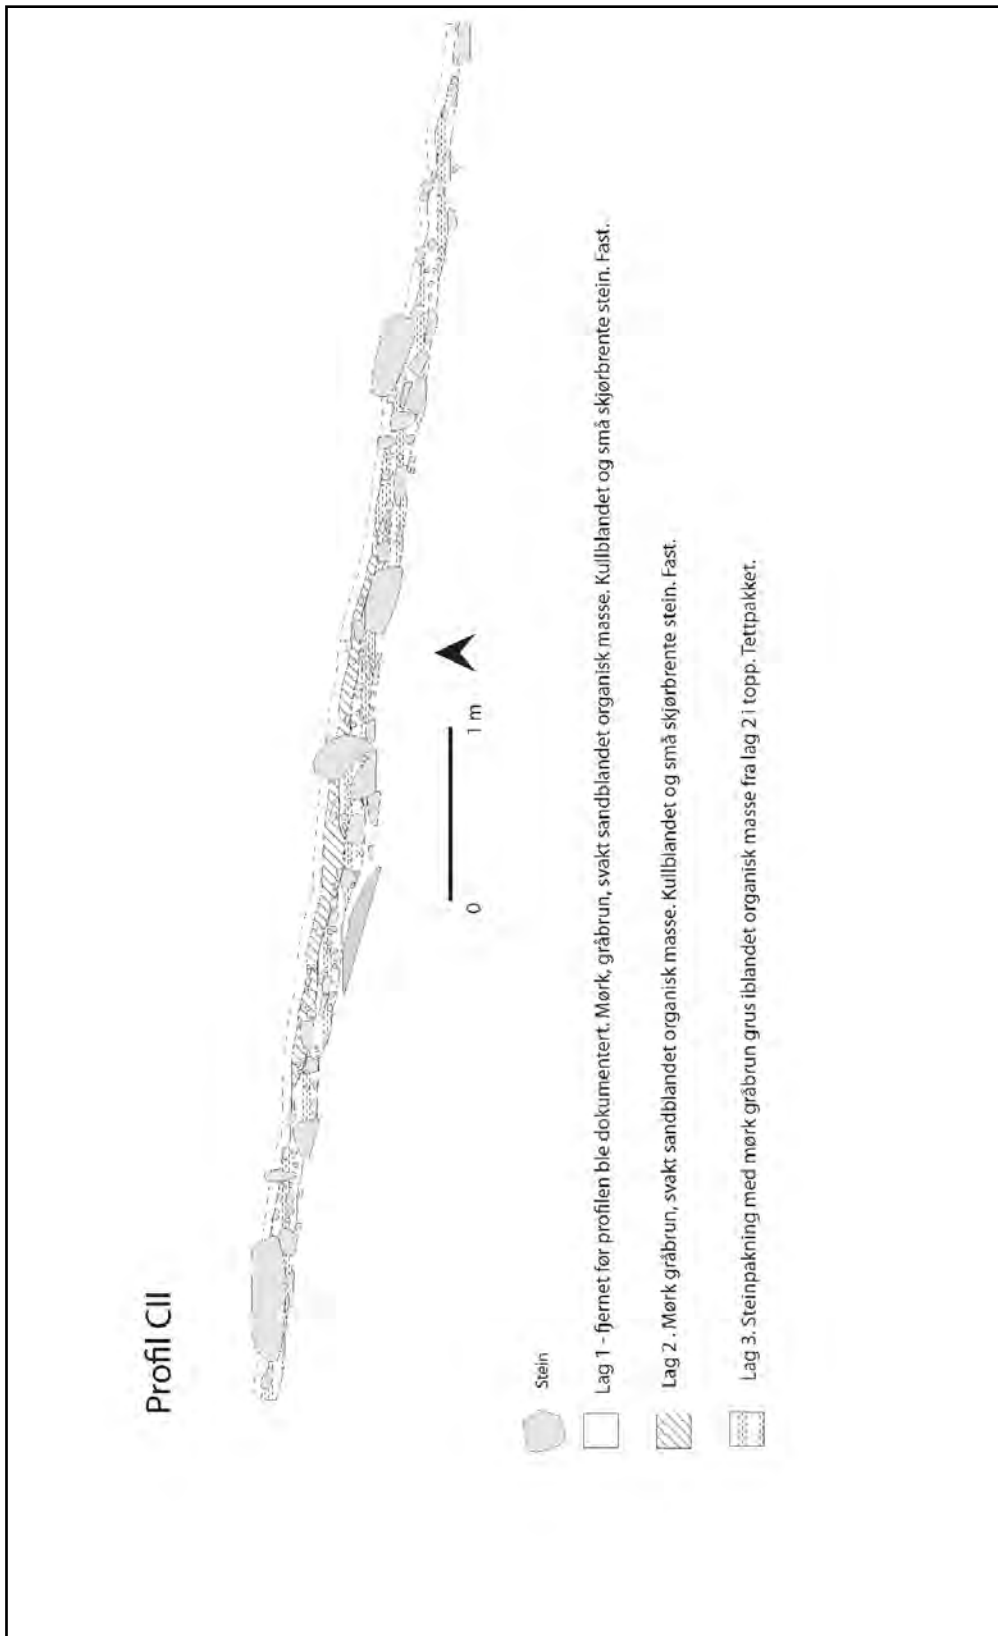 Profil CII
0 1 m
Stein
Lag 1 - fjernet før profilen ble dokumentert. Mørk, gråbrun, svakt sandblandet organisk masse. Kullblandet og små skjørbrente stein. Fast.
Lag 2 . Mørk gråbrun, svakt sandblandet organisk masse. Kullblandet og små skjørbrente stein. Fast.
Lag 3. Steinpakning med mørk gråbrun grus iblandet organisk masse fra lag 2 i topp. Tettpakket.